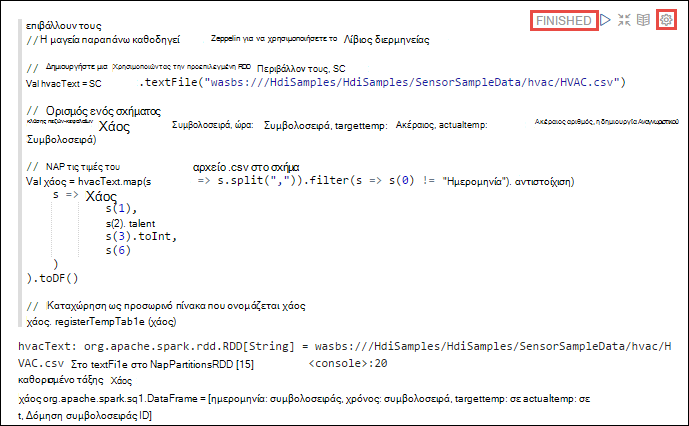 επιβάλλουν τους
FINISHED
// Η μαγεία παραπάνω καθοδηγεί Zeppelin για να χρησιμοποιήσετε το Λίβιος διερμηνείας
// Δημιουργήστε μια Χρησιμοποιώντας την προεπιλεγμένη RDD Περιβάλλον τους, SC
Val hvacText = SC .textFile("wasbs:///HdiSamples/HdiSamples/SensorSampleData/hvac/HVAC.csv")
// Ορισμός ενός σχήματος
κλάσης πεζών-κεφαλαίων Χάος Συμβολοσειρά, ώρα: Συμβολοσειρά, targettemp: Ακέραιος, actualtemp: Ακέραιος αριθμός, η δημιουργία Αναγνωριστικού
Συμβολοσειρά)
// NAP τις τιμές του αρχείο .csv στο σχήμα
Val χάος = hvacText.map(s => s.split(",")).filter(s => s(0) != "Ημερομηνία"). αντιστοίχιση)
s => Χάος
s(1),
s(2). talent
s(3).toInt,
s(6)
)
).toDF()
// Καταχώρηση ως προσωρινό πίνακα που ονομάζεται χάος
χάος. registerTempTab1e (χάος)
hvacText: org.apache.spark.rdd.RDD[String] = wasbs:///HdiSamples/HdiSamples/SensorSampleData/hvac/H
VAC.csv Στο textFi1e στο NapPartitionsRDD [15] <console>:20
καθορισμένο τάξης Χάος
χάος org.apache.spark.sq1.DataFrame = [ημερομηνία: συμβολοσειράς, χρόνος: συμβολοσειρά, targettemp: σε actualtemp: σε
t, Δόμηση συμβολοσειράς ID]